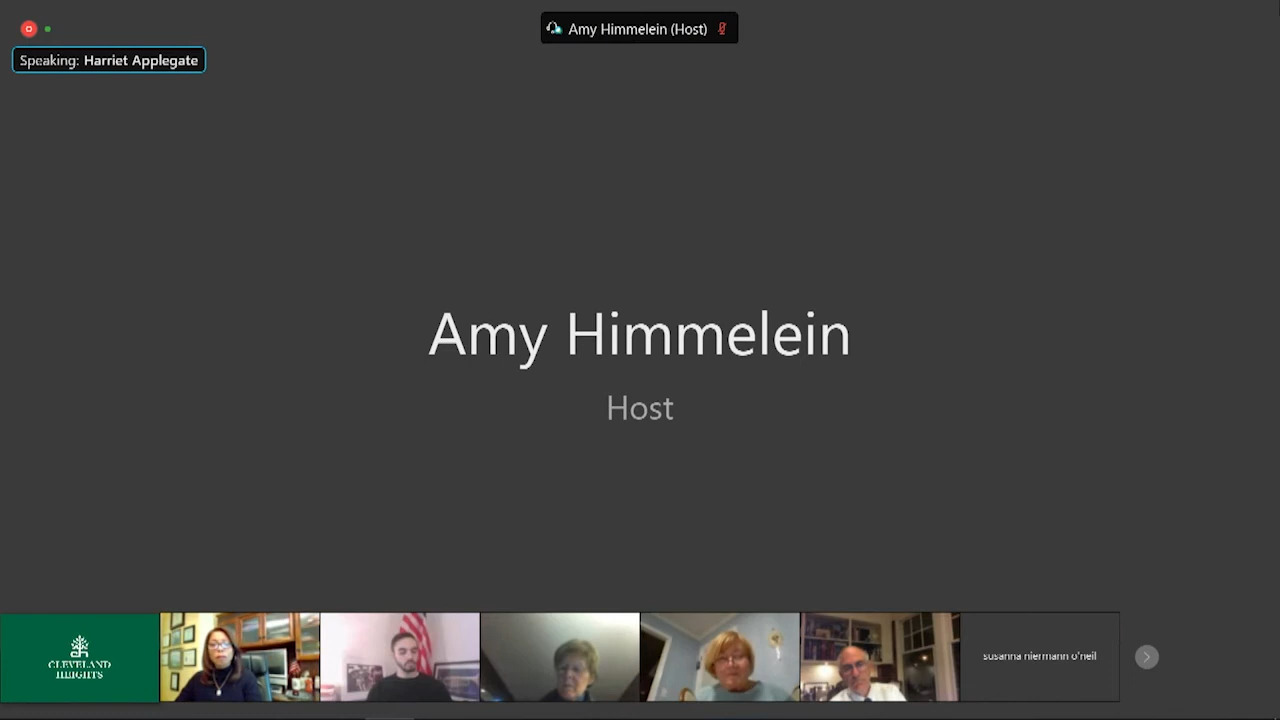 Amy Himmelein (Host)
Speaking: Harriet Applegate
Amy Himmelein
Host
CLEVELAND
HEIGHTS
susanna niermann o'neil